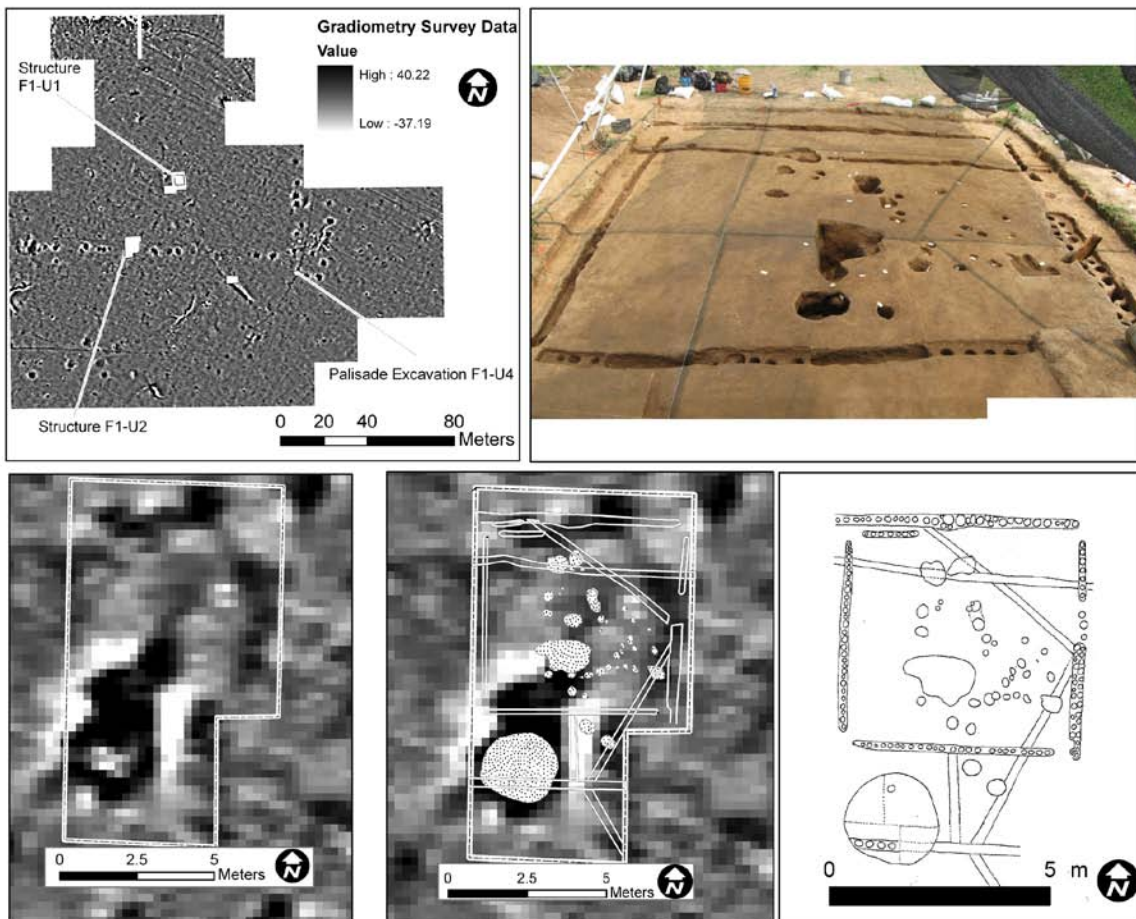 Gradiometry Survey Data
Value
High : 40.22
Low : -37.19
N
Structure
F1-U1
Palisade Excavation F1-U4
Structure F1-U2
0 20 40 80
Meters
0 2.5 5
Meters
N
0 2.5 5
Meters
N
0 5 m
N